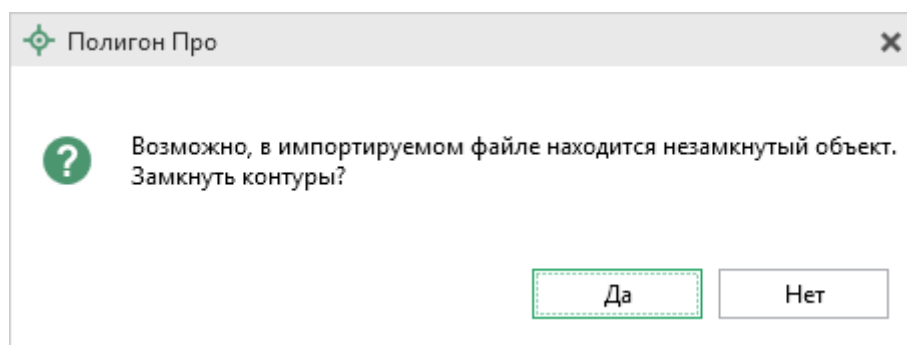 Полигон Про
Возможно, в импортируемом файле находится незамкнутый объект.
Замкнуть контуры?
Да
Нет